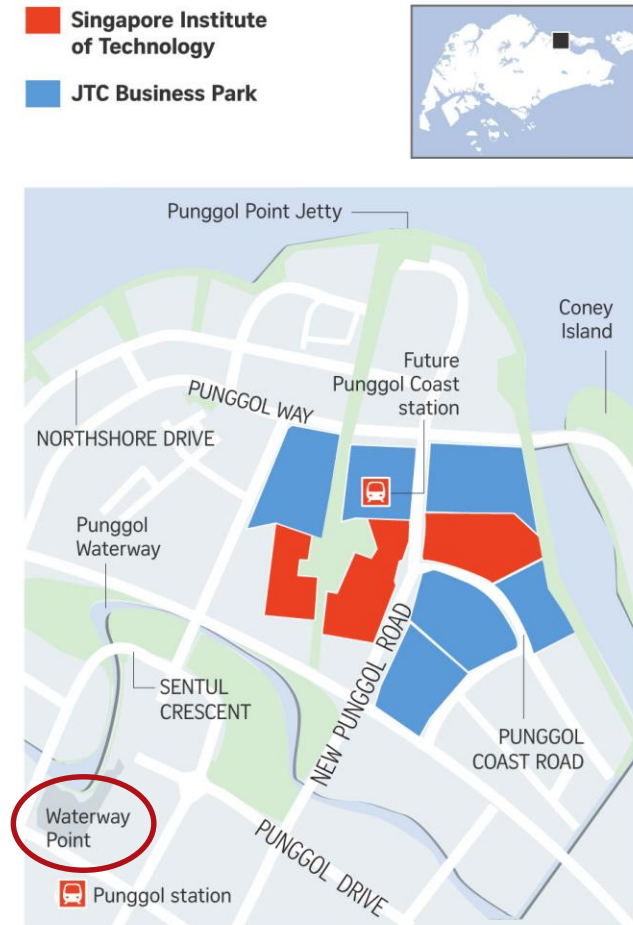 Singapore Institute
of Technology
JTC Business Park
Punggol Point Jetty
Coney
Island
Future
Punggol Coast
station
PUNGGOL WAY
NORTHSHORE DRIVE
Punggol
Waterway
SENTUL
CRESCENT
NEW PUNGGOL ROAD
PUNGGOL
COAST ROAD
Waterway
Point
PUNGGOL DRIVE
Punggol station